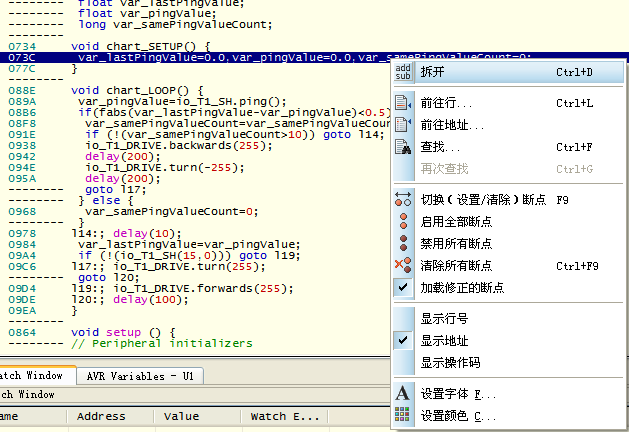 -------- float var_lastPingValue;
-------- float var_pingValue;
-------- long var_samePingValueCount;
--------
0734 void chart_SETUP() {
073C var_lastPingValue=0.0,var_pingValue=0.0,var_samePingValueCount=0;
077C }
--------
088E void chart_LOOP() {
089A var_pingValue=io_T1_SH.ping();
08B6 if(fabs(var_lastPingValue-var_pingValue)<0.5)
08F8 var_samePingValueCount=var_samePingValueCount
091E if (!(var_samePingValueCount>10)) goto l14;
0938 io_T1_DRIVE.backwards(255);
0942 delay(200);
094E io_T1_DRIVE.turn(-255);
095A delay(200);
-------- goto l17;
-------- } else {
0968 var_samePingValueCount=0;
-------- }
0978 l14:; delay(10);
0984 var_lastPingValue=var_pingValue;
09A4 if (!(io_T1_SH(15,0))) goto l19;
09C6 l17:; io_T1_DRIVE.turn(255);
-------- goto l20;
09D4 l19:; io_T1_DRIVE.forwards(255);
09DE l20:; delay(100);
09EA }
--------
0864 void setup () {
-------- // Peripheral initializers
add sub 拆开 Ctrl+D
前往行... Ctrl+L
前往地址...
查找... Ctrl+F
再次查找 Ctrl+G
切换(设置/清除)断点 F9
启用全部断点
禁用所有断点
清除所有断点 Ctrl+F9
加载修正的断点
显示行号
显示地址
显示操作码
A 设置字体 F...
设置颜色 C...
atch Window AVR Variables - U1
ch Window
ame Address Value Watch E...